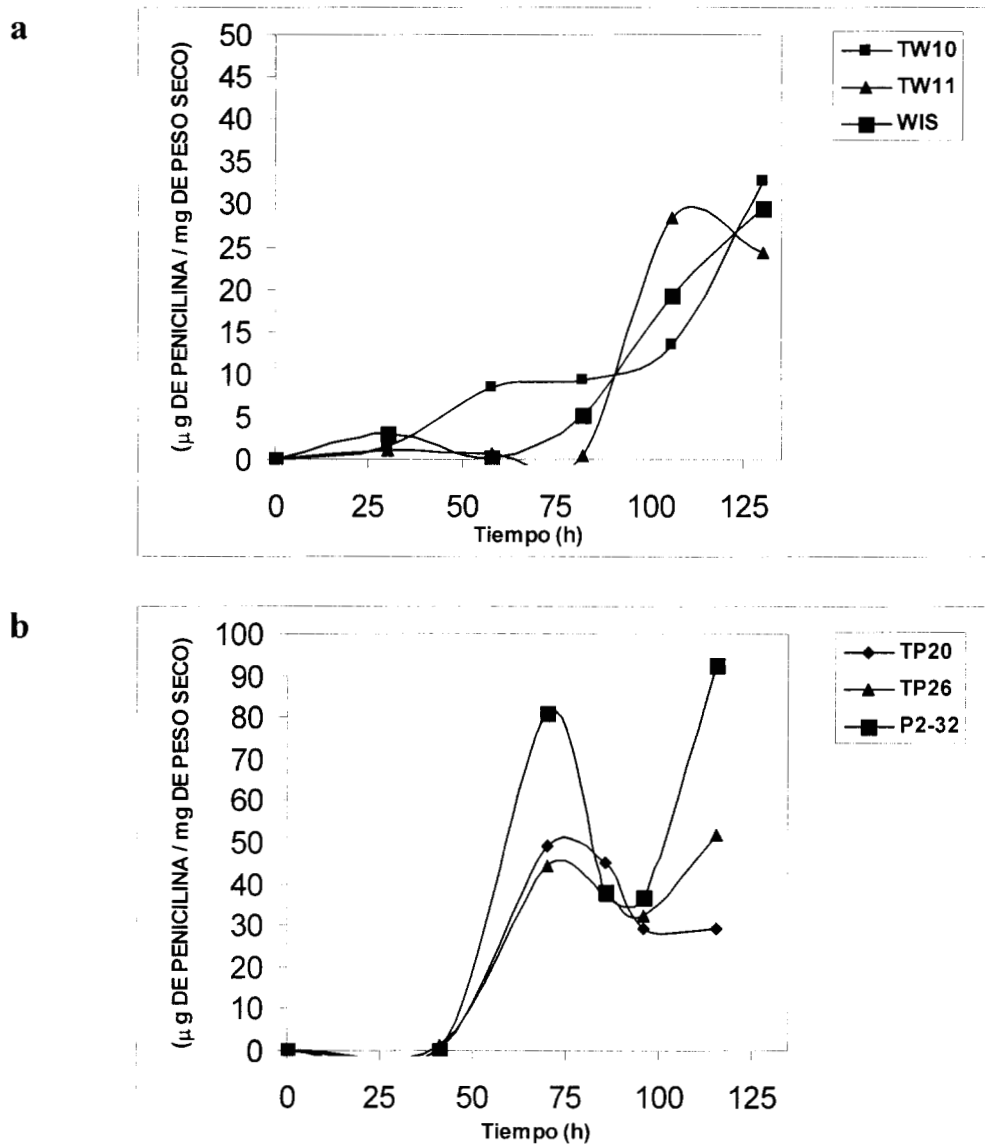 a
(µg DE PENICILINA / mg DE PESO SECO)
50
45
40
35
30
25
20
15
10
5
0
0 25 50 75 100 125
Tiempo (h)
TW10
TW11
WIS
b
(µg DE PENICILINA / mg DE PESO SECO)
100
90
80
70
60
50
40
30
20
10
0
0 25 50 75 100 125
Tiempo (h)
TP20
TP26
P2-32